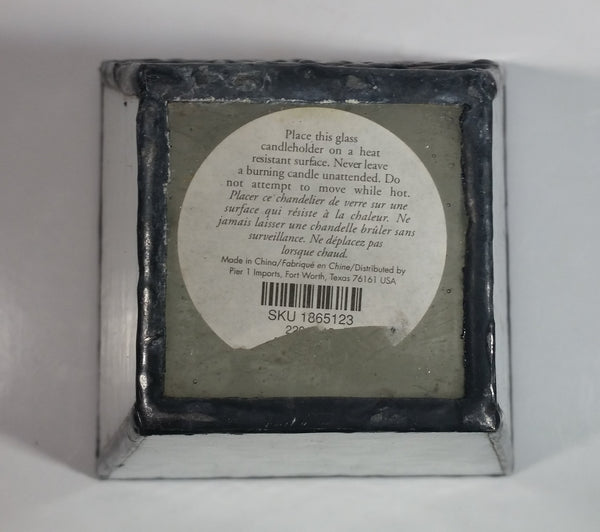 Place this glass
candleholder on a heat
resistant surface. Never leave
a burning candle unattended. Do
not attempt to move while hot.
Placer ce chandelier de verre sur une
surface qui résiste à la chaleur. Ne
jamais laisser une chandelle brûler sans
surveillance. Ne déplacez pas
lorsque chaud.
Made in China/Fabriqué en Chine/Distributed by
Pier 1 Imports, Fort Worth, Texas 76161 USA
SKU 1865123